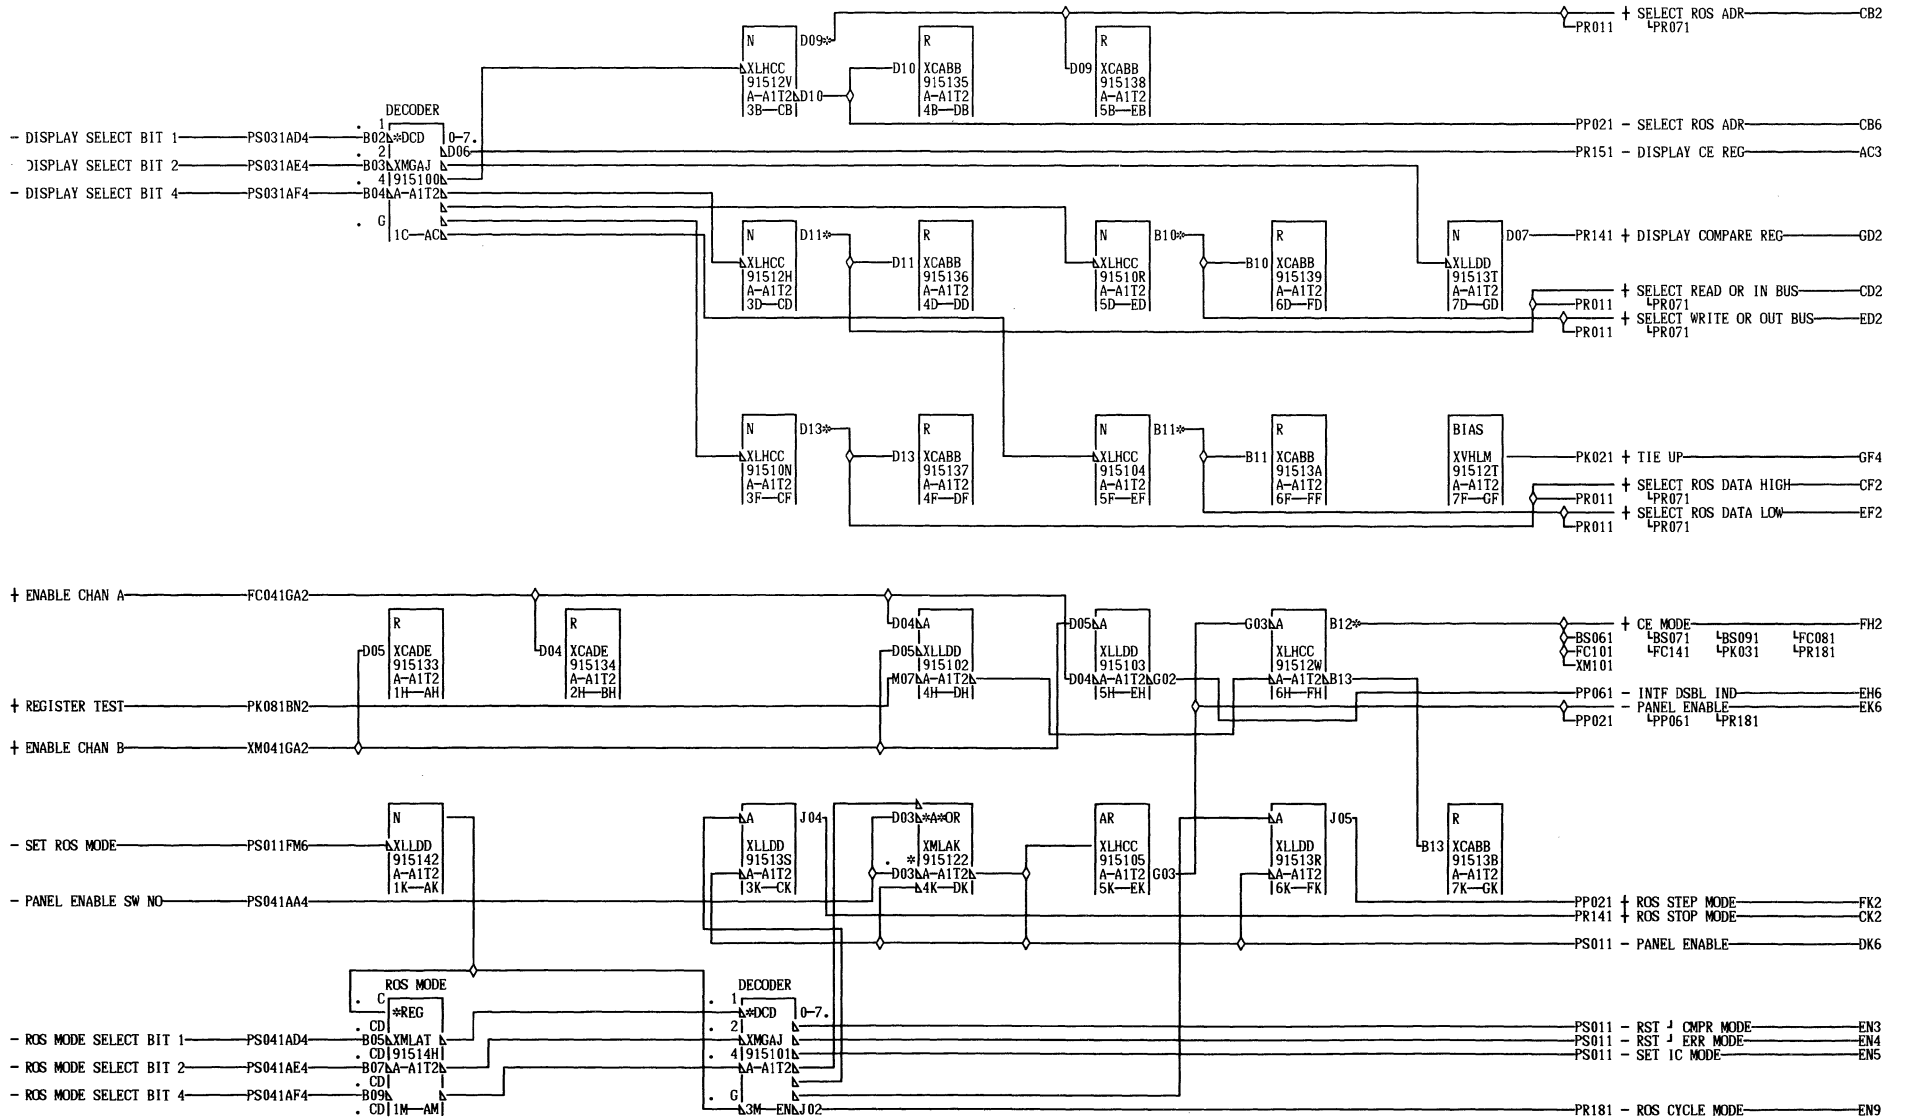 + SELECT ROS ADR CB2
PR011 └PR071
N D09*
XLHCC
91512V
A-A1T2 D10
3B—CB
R
D10 XCABB
915135
A-A1T2
4B—DB
R
D09 XCABB
915138
A-A1T2
5B—EB
PP021 - SELECT ROS ADR CB6
PR151 - DISPLAY CE REG AC3
DECODER
- DISPLAY SELECT BIT 1 PS031AD4 B02 *DCD 0-7.
DISPLAY SELECT BIT 2 PS031AE4 B03 XMGAJ
- DISPLAY SELECT BIT 4 PS031AF4 B04 A-A1T2
. 1
. 2 D06
. 4 915100
. G
1C—AC
N D11*
XLHCC
91512H
A-A1T2
3D—CD
R
D11 XCABB
915136
A-A1T2
4D—DD
N B10*
XLHCC
91510R
A-A1T2
5D—ED
R
B10 XCABB
915139
A-A1T2
6D—FD
N D07 PR141 + DISPLAY COMPARE REG GD2
XLLDD
91513T
A-A1T2
7D—GD
+ SELECT READ OR IN BUS CD2
PR011 └PR071
+ SELECT WRITE OR OUT BUS ED2
PR011 └PR071
N D13*
XLHCC
91510N
A-A1T2
3F—CF
R
D13 XCABB
915137
A-A1T2
4F—DF
N B11*
XLHCC
915104
A-A1T2
5F—EF
R
B11 XCABB
91513A
A-A1T2
6F—FF
BIAS
XVHLM PK021 + TIE UP GF4
91512T
A-A1T2
7F—GF
+ SELECT ROS DATA HIGH CF2
PR011 └PR071
+ SELECT ROS DATA LOW EF2
PR011 └PR071
+ ENABLE CHAN A FC041GA2
R
D05 XCADE
915133
A-A1T2
1H—AH
R
D04 XCADE
915134
A-A1T2
2H—BH
D04 A
D05 XLLDD
915102
M07 A-A1T2
4H—DH
D05 A
XLLDD
915103
D04 A-A1T2 G02
5H—EH
G03 A B12*
XLHCC
91512W
A-A1T2 B13
6H—FH
+ CE MODE FH2
BS061 └BS071 └BS091 └FC081
FC101 └FC141 └PK031 └PR181
XM101
PP061 - INTF DSBL IND EH6
- PANEL ENABLE EK6
PP021 └PP061 └PR181
+ REGISTER TEST PK081BN2
+ ENABLE CHAN B XM041GA2
- SET ROS MODE PS011FM6
N
XLLDD
915142
A-A1T2
1K—AK
A J04
XLLDD
91513S
A-A1T2
3K—CK
D03 *A*OR
XMLAK
. * 915122
D03 A-A1T2
4K—DK
AR
XLHCC
915105
A-A1T2 G03
5K—EK
A J05
XLLDD
91513R
A-A1T2
6K—FK
R
B13 XCABB
91513B
A-A1T2
7K—GK
- PANEL ENABLE SW NO PS041AA4
PP021 + ROS STEP MODE FK2
PR141 + ROS STOP MODE CK2
PS011 - PANEL ENABLE DK6
ROS MODE
. C
*REG
. CD
- ROS MODE SELECT BIT 1 PS041AD4 B05 XMLAT
. CD 91514H
- ROS MODE SELECT BIT 2 PS041AE4 B07 A-A1T2
. CD
- ROS MODE SELECT BIT 4 PS041AF4 B09
. CD 1M—AM
DECODER
. 1
*DCD 0-7.
. 2
XMGAJ
. 4 915101
A-A1T2
. G
3M—EN J02
PS011 - RST ┘ CMPR MODE EN3
PS011 - RST ┘ ERR MODE EN4
PS011 - SET IC MODE EN5
PR181 - ROS CYCLE MODE EN9